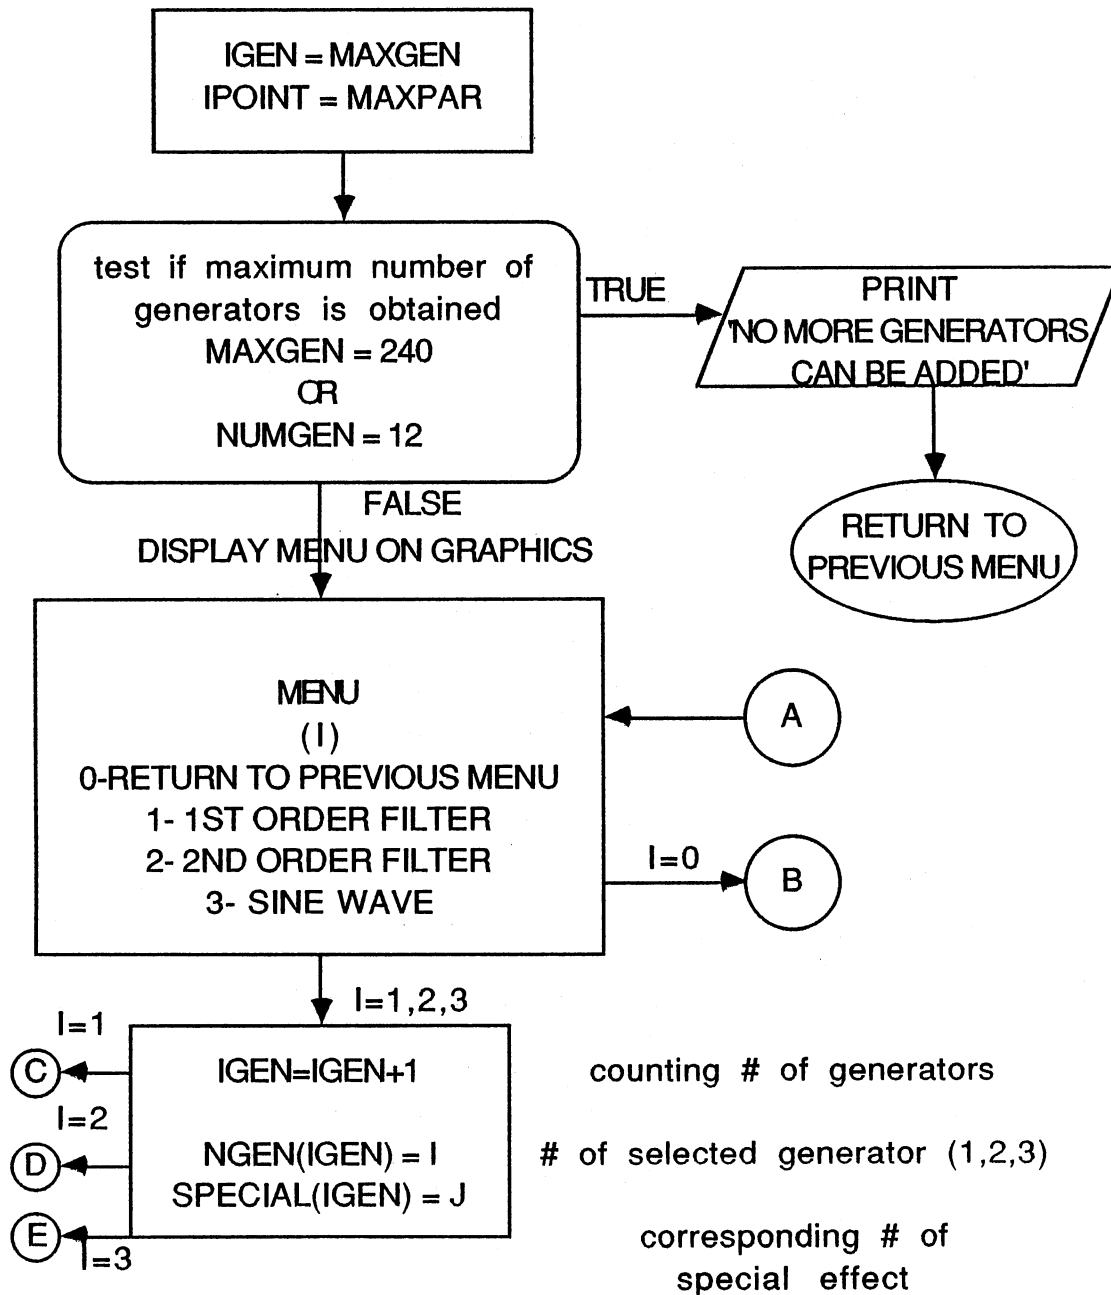 IGEN = MAXGEN
IPOINT = MAXPAR
test if maximum number of
generators is obtained
MAXGEN = 240
OR
NUMGEN = 12
TRUE
PRINT
'NO MORE GENERATORS
CAN BE ADDED'
RETURN TO
PREVIOUS MENU
FALSE
DISPLAY MENU ON GRAPHICS
MENU
(I)
0-RETURN TO PREVIOUS MENU
1- 1ST ORDER FILTER
2- 2ND ORDER FILTER
3- SINE WAVE
A
I=0
B
I=1,2,3
I=1
C
I=2
D
E
I=3
IGEN=IGEN+1
NGEN(IGEN) = I
SPECIAL(IGEN) = J
counting # of generators
# of selected generator (1,2,3)
corresponding # of
special effect